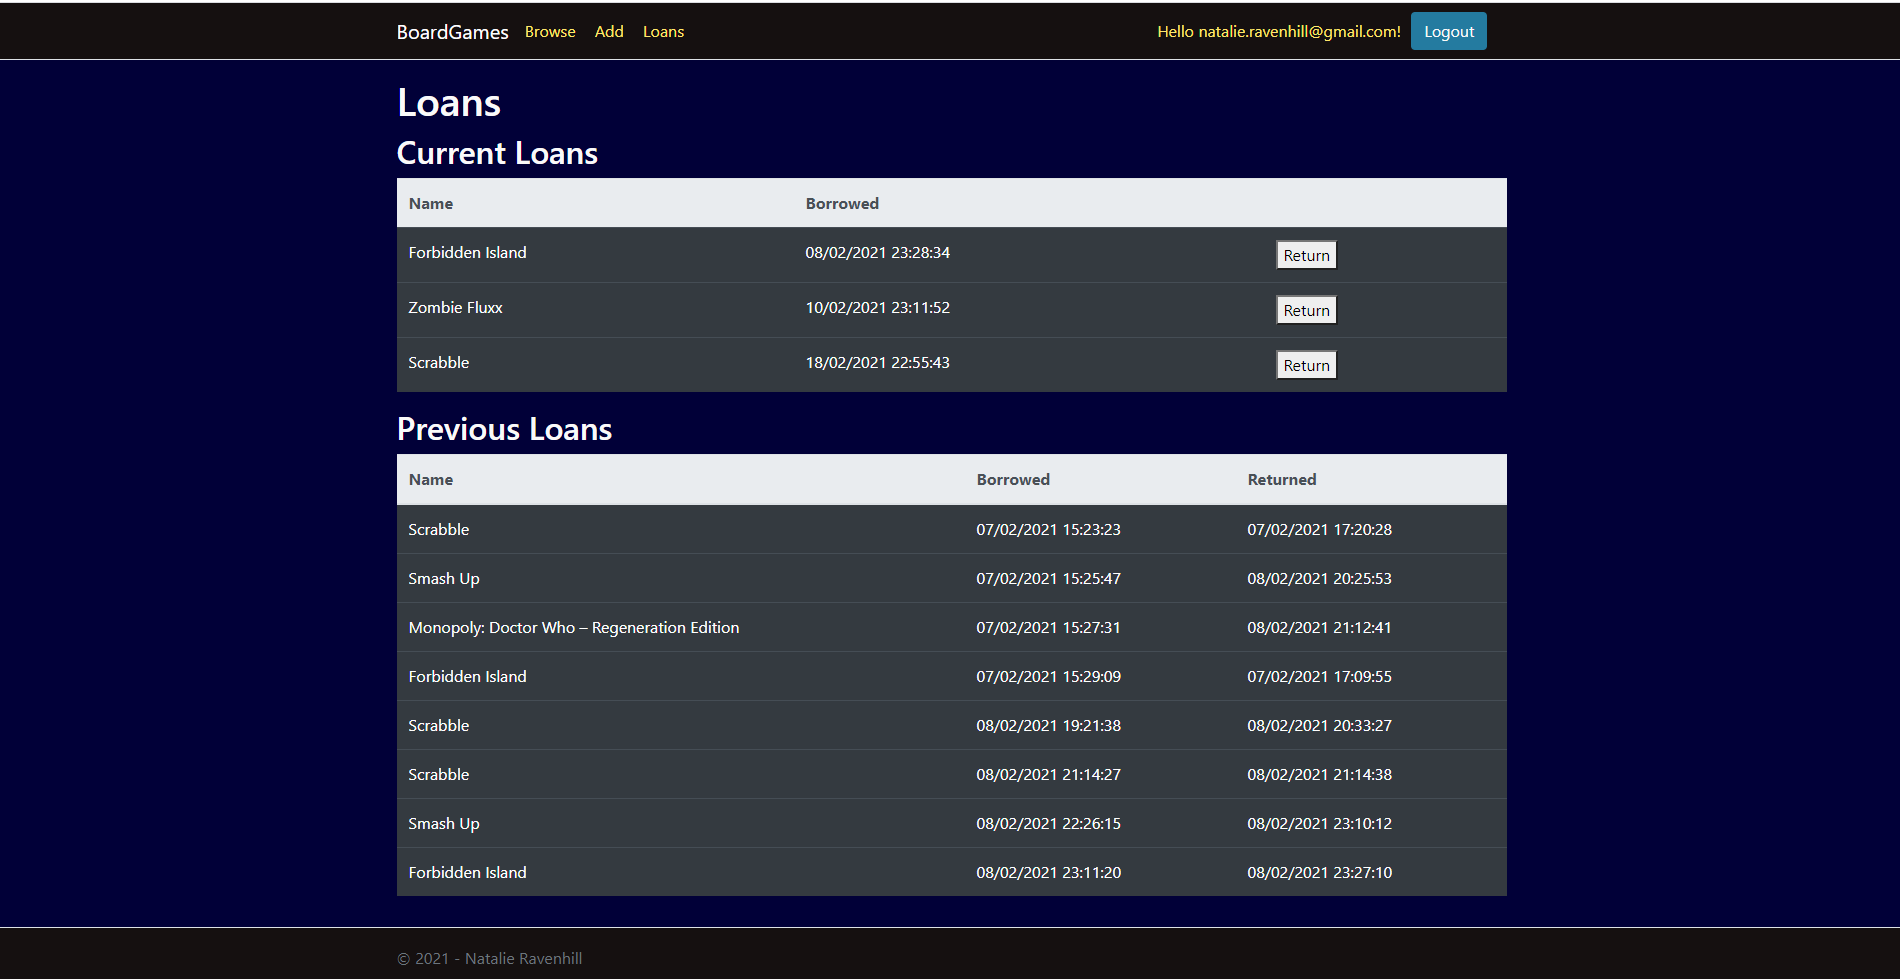 BoardGames Browse Add Loans Hello natalie.ravenhill@gmail.com! Logout
Loans
Current Loans
Name Borrowed
Forbidden Island 08/02/2021 23:28:34 Return
Zombie Fluxx 10/02/2021 23:11:52 Return
Scrabble 18/02/2021 22:55:43 Return
Previous Loans
Name Borrowed Returned
Scrabble 07/02/2021 15:23:23 07/02/2021 17:20:28
Smash Up 07/02/2021 15:25:47 08/02/2021 20:25:53
Monopoly: Doctor Who – Regeneration Edition 07/02/2021 15:27:31 08/02/2021 21:12:41
Forbidden Island 07/02/2021 15:29:09 07/02/2021 17:09:55
Scrabble 08/02/2021 19:21:38 08/02/2021 20:33:27
Scrabble 08/02/2021 21:14:27 08/02/2021 21:14:38
Smash Up 08/02/2021 22:26:15 08/02/2021 23:10:12
Forbidden Island 08/02/2021 23:11:20 08/02/2021 23:27:10
© 2021 - Natalie Ravenhill